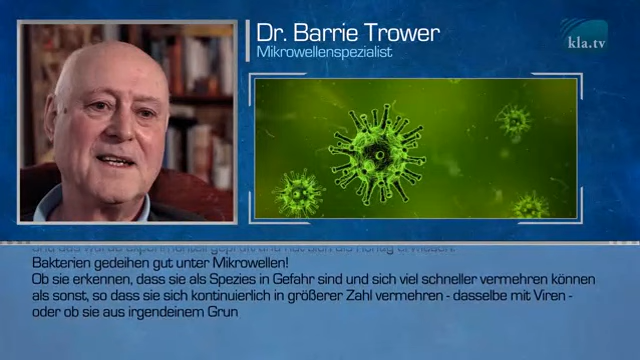 Dr. Barrie Trower
Mikrowellenspezialist
kla.tv
Bakterien gedeihen gut unter Mikrowellen!
Ob sie erkennen, dass sie als Spezies in Gefahr sind und sich viel schneller vermehren können
als sonst, so dass sie sich kontinuierlich in größerer Zahl vermehren - dasselbe mit Viren -
oder ob sie aus irgendeinem Grun